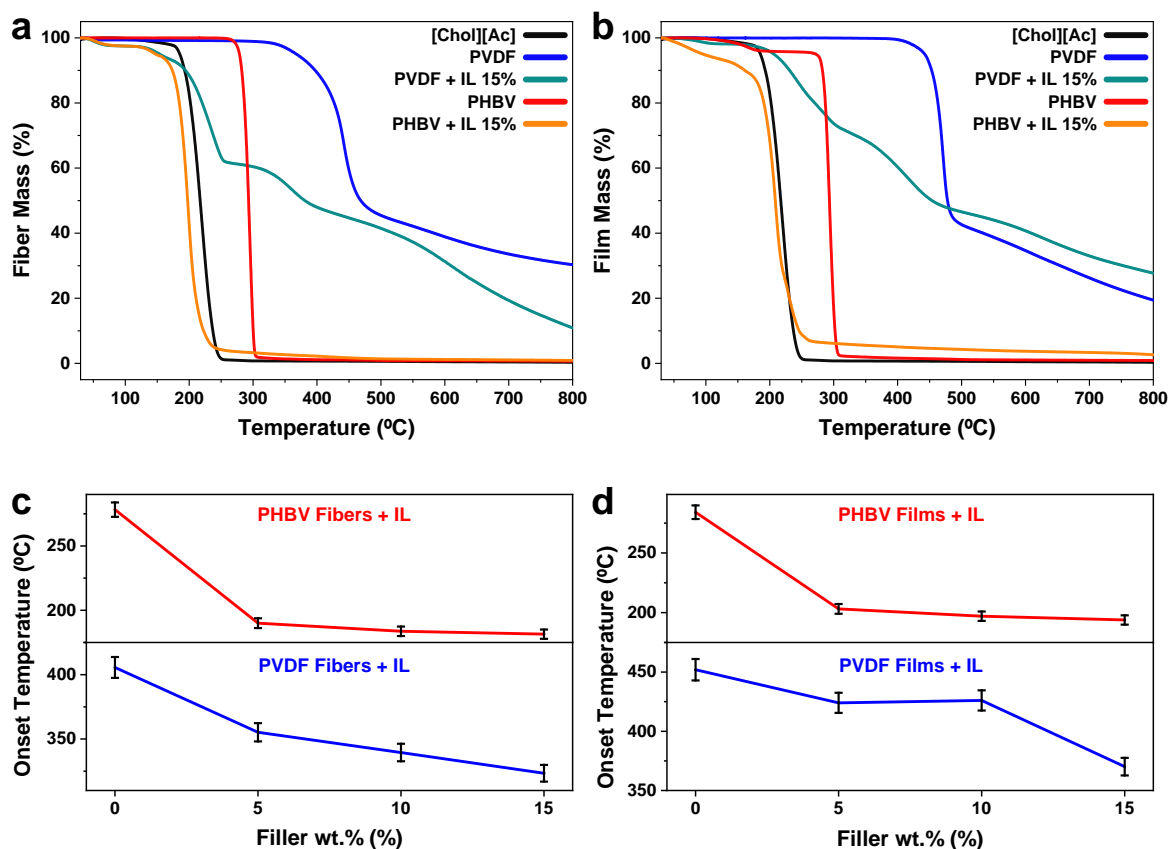 a
[Chol][Ac]
PVDF
PVDF + IL 15%
PHBV
PHBV + IL 15%
100
80
60
40
20
0
Fiber Mass (%)
100 200 300 400 500 600 700 800
Temperature (ºC)
b
[Chol][Ac]
PVDF
PVDF + IL 15%
PHBV
PHBV + IL 15%
100
80
60
40
20
0
Film Mass (%)
100 200 300 400 500 600 700 800
Temperature (ºC)
c
PHBV Fibers + IL
250
200
PVDF Fibers + IL
400
350
Onset Temperature (ºC)
0 5 10 15
Filler wt.% (%)
d
PHBV Films + IL
250
200
PVDF Films + IL
450
400
350
Onset Temperature (ºC)
0 5 10 15
Filler wt.% (%)